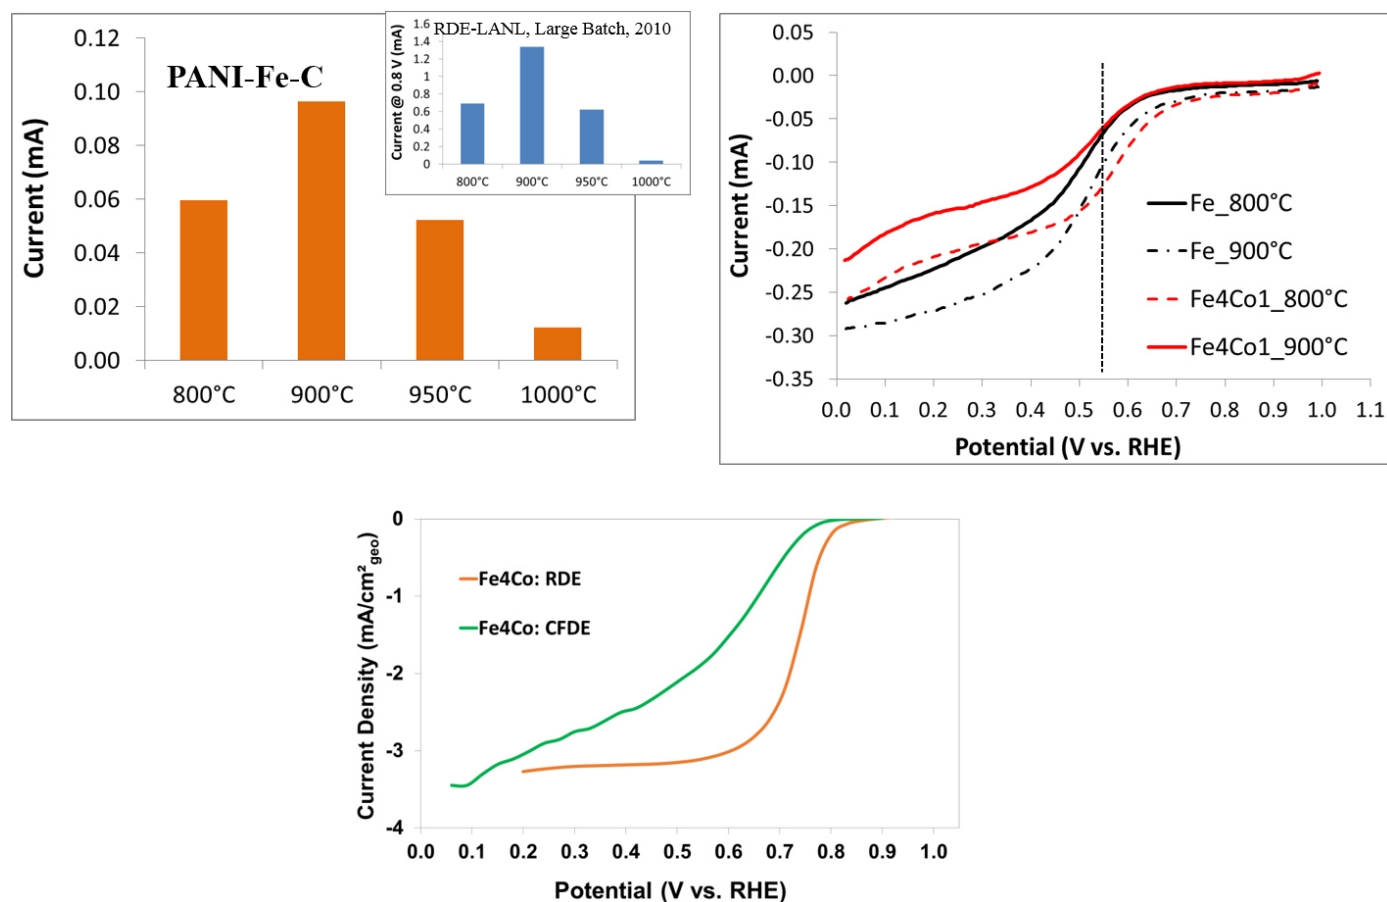 PANI-Fe-C
Current (mA)
0.12
0.10
0.08
0.06
0.04
0.02
0.00
800°C 900°C 950°C 1000°C
RDE-LANL, Large Batch, 2010
Current @ 0.8 V (mA)
1.6
1.4
1.2
1
0.8
0.6
0.4
0.2
0
800°C 900°C 950°C 1000°C
Current (mA)
0.05
0.00
-0.05
-0.10
-0.15
-0.20
-0.25
-0.30
-0.35
Fe_800°C
Fe_900°C
Fe4Co1_800°C
Fe4Co1_900°C
0.0 0.1 0.2 0.3 0.4 0.5 0.6 0.7 0.8 0.9 1.0 1.1
Potential (V vs. RHE)
Current Density (mA/cm²geo)
0
-1
-2
-3
-4
Fe4Co: RDE
Fe4Co: CFDE
0.0 0.1 0.2 0.3 0.4 0.5 0.6 0.7 0.8 0.9 1.0
Potential (V vs. RHE)